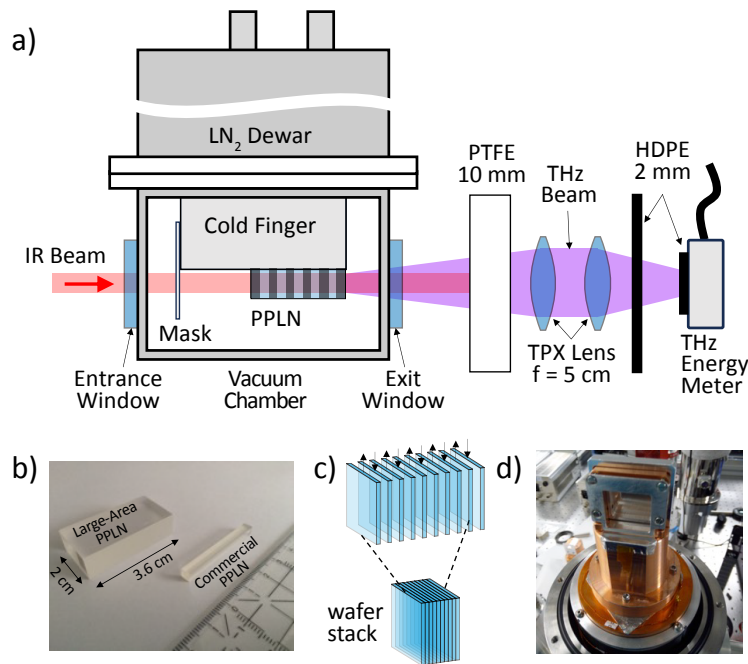 a)
LN2 Dewar
Cold Finger
IR Beam
Mask
PPLN
Entrance
Window
Vacuum
Chamber
Exit
Window
PTFE
10 mm
THz
Beam
HDPE
2 mm
TPX Lens
f = 5 cm
THz
Energy
Meter
b)
Large-Area
PPLN
2 cm
3.6 cm
Commercial
PPLN
c)
wafer
stack
d)